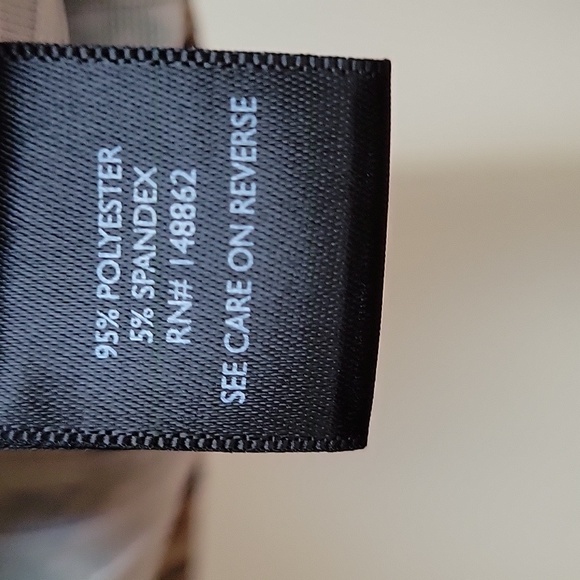 95% POLYESTER
5% SPANDEX
RN# 148862
SEE CARE ON REVERSE